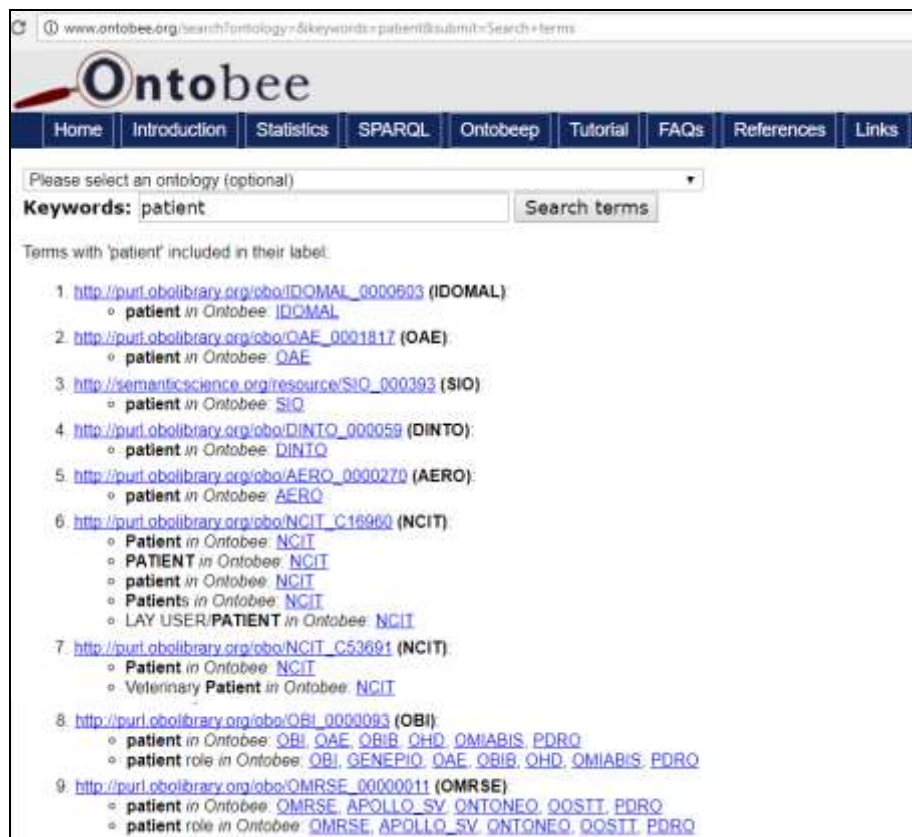 www.ontobee.org/search?ontology=&keywords=patient&submit=Search+terms
Ontobee
Home Introduction Statistics SPARQL Ontobeep Tutorial FAQs References Links
Please select an ontology (optional)
Keywords: patient Search terms
Terms with 'patient' included in their label:
1. http://purl.obolibrary.org/obo/IDOMAL_0000603 (IDOMAL):
patient in Ontobee: IDOMAL
2. http://purl.obolibrary.org/obo/OAE_0001817 (OAE):
patient in Ontobee: OAE
3. http://semanticscience.org/resource/SIO_000393 (SIO):
patient in Ontobee: SIO
4. http://purl.obolibrary.org/obo/DINTO_000059 (DINTO):
patient in Ontobee: DINTO
5. http://purl.obolibrary.org/obo/AERO_0000270 (AERO):
patient in Ontobee: AERO
6. http://purl.obolibrary.org/obo/NCIT_C16960 (NCIT):
Patient in Ontobee: NCIT
PATIENT in Ontobee: NCIT
patient in Ontobee: NCIT
Patients in Ontobee: NCIT
LAY USER/PATIENT in Ontobee: NCIT
7. http://purl.obolibrary.org/obo/NCIT_C53691 (NCIT):
Patient in Ontobee: NCIT
Veterinary Patient in Ontobee: NCIT
8. http://purl.obolibrary.org/obo/OBI_0000093 (OBI):
patient in Ontobee: OBI, OAE, OBIB, OHD, OMIABIS, PDRO
patient role in Ontobee: OBI, GENEPIO, OAE, OBIB, OHD, OMIABIS, PDRO
9. http://purl.obolibrary.org/obo/OMRSE_00000011 (OMRSE):
patient in Ontobee: OMRSE, APOLLO_SV, ONTONEO, OOSTT, PDRO
patient role in Ontobee: OMRSE, APOLLO_SV, ONTONEO, OOSTT, PDRO